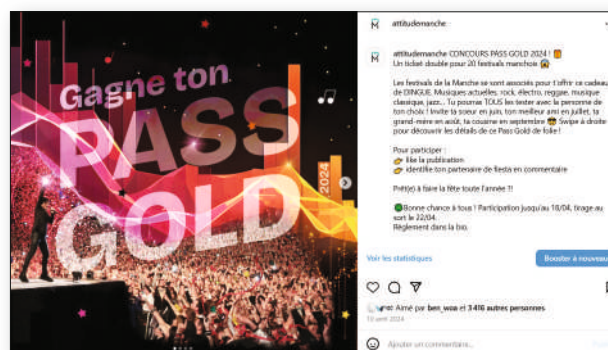 Gagne ton
PASS
GOLD
2024
attitudemanche
attitudemanche CONCOURS PASS GOLD 2024 !
Un ticket double pour 20 festivals manchois
Les festivals de la Manche se sont associés pour t'offrir ce cadeau
de DINGUE. Musiques actuelles, rock, électro, reggae, musique
classique, jazz... Tu pourras TOUS les tester avec la personne de
ton choix ! Invite ta soeur en juin, ton meilleur ami en juillet, ta
grand-mère en août, ta cousine en septembre 😎 Swipe à droite
pour découvrir les détails de ce Pass Gold de folie !
Pour participer :
👉 like la publication
👉 identifie ton partenaire de fiesta en commentaire
Prêt(e) à faire la fête toute l'année ?!
Bonne chance à tous ! Participation jusqu'au 18/04, tirage au
sort le 22/04.
Règlement dans la bio.
Voir les statistiques
Booster à nouveau
Aimé par ben_waa et 3 416 autres personnes
10 avril 2024
Ajouter un commentaire...